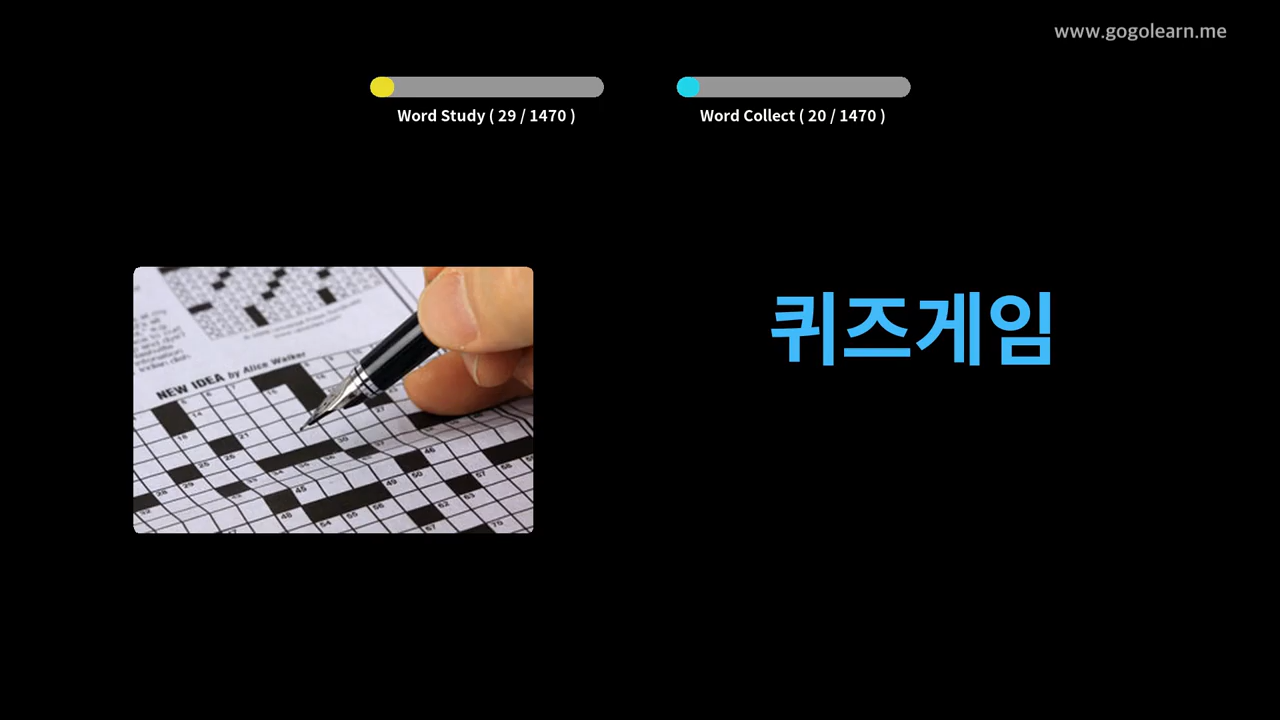 www.gogolearn.me
Word Study ( 29 / 1470 )
Word Collect ( 20 / 1470 )
퀴즈게임
NEW IDEA by Alice Walker